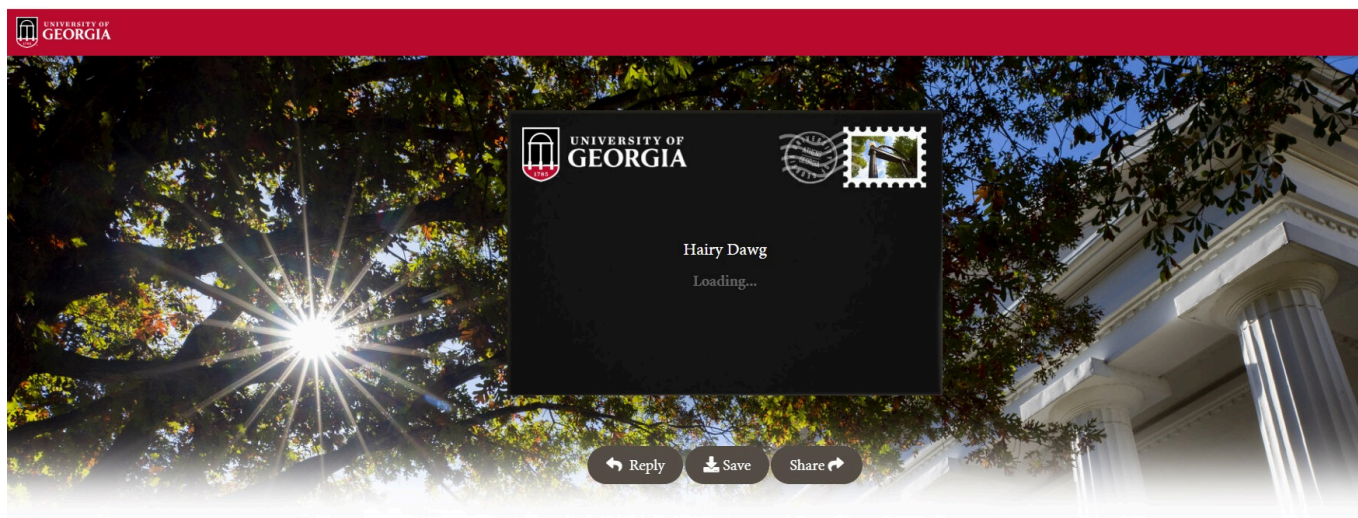 UNIVERSITY OF
GEORGIA
UNIVERSITY OF
GEORGIA
1785
Hairy Dawg
Loading...
Reply
Save
Share